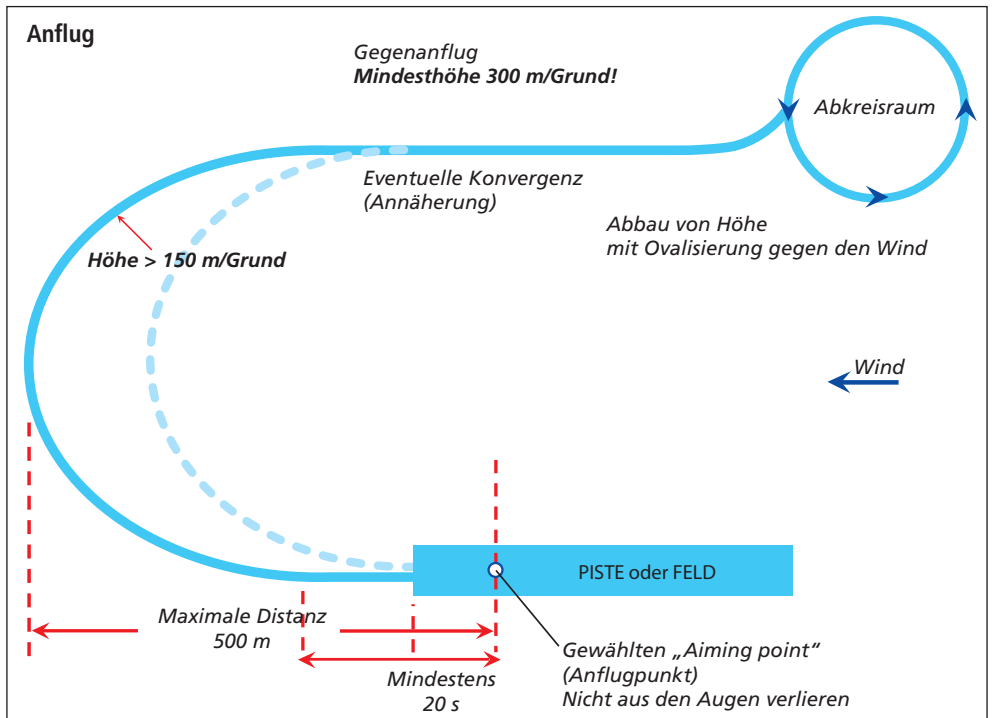 Anflug
Gegenanflug
Mindesthöhe 300 m/Grund!
Abkreisraum
Eventuelle Konvergenz
(Annäherung)
Abbau von Höhe
mit Ovalisierung gegen den Wind
Höhe > 150 m/Grund
Wind
PISTE oder FELD
Maximale Distanz
500 m
Mindestens
20 s
Gewählten „Aiming point“
(Anflugpunkt)
Nicht aus den Augen verlieren